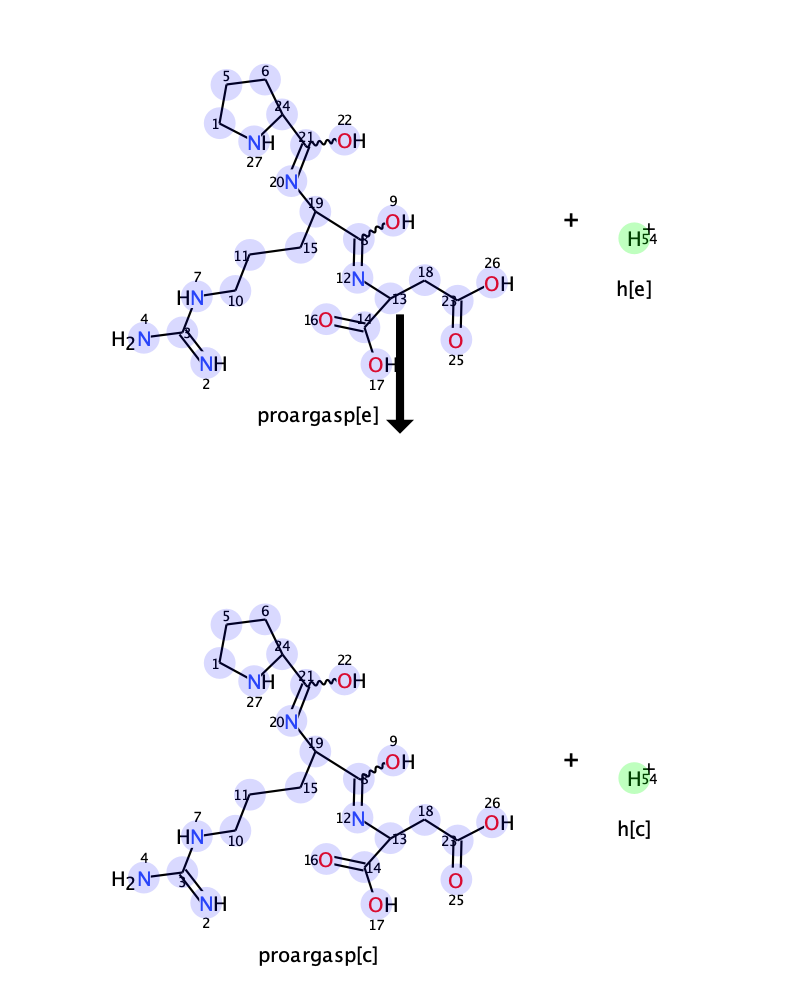 6
5
24
1
22
21
NH
OH
27
20 N
19
9
OH
8
15
11
18
26
12 N
7
13
OH
HN
10
23
4
16 O
14
3
H2N
O
NH
OH
25
2
17
proargasp[e]
+
H54+
h[e]
6
5
24
1
22
21
NH
OH
27
20 N
19
9
OH
8
15
11
18
26
12 N
7
13
OH
HN
10
23
4
16 O
14
3
H2N
O
NH
OH
25
2
17
proargasp[c]
+
H54+
h[c]